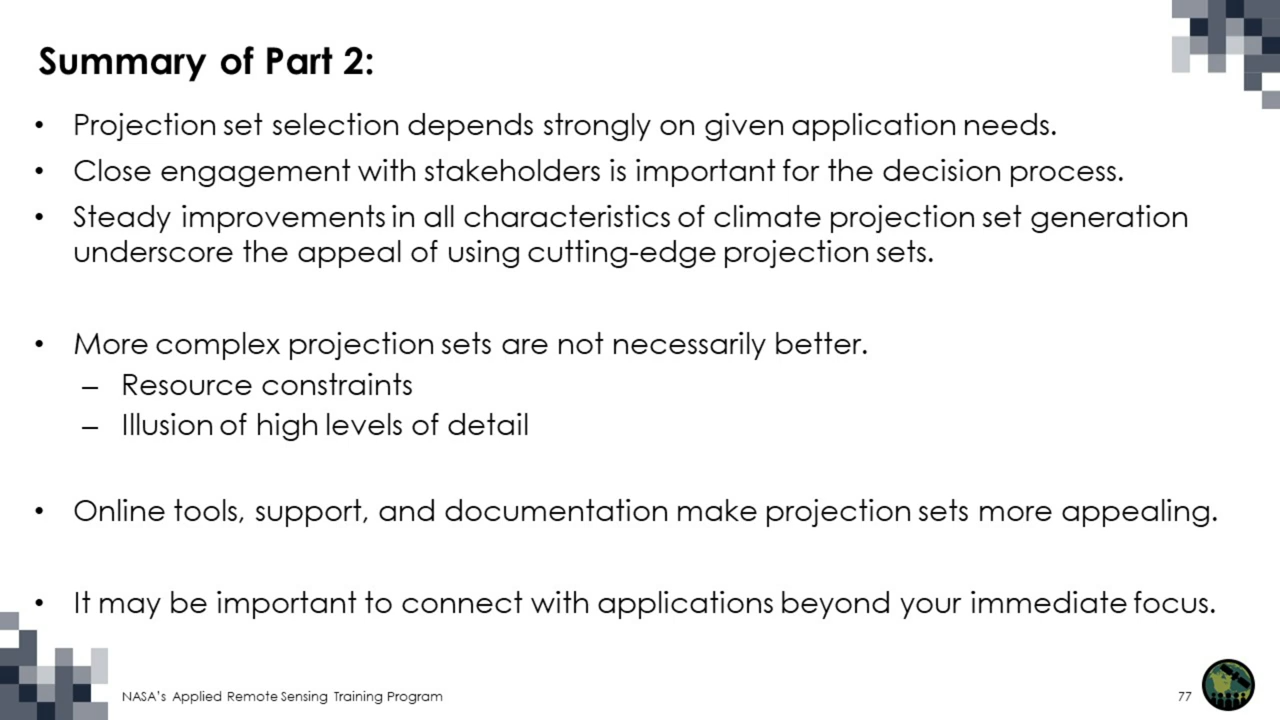 Summary of Part 2:
• Projection set selection depends strongly on given application needs.
• Close engagement with stakeholders is important for the decision process.
• Steady improvements in all characteristics of climate projection set generation
underscore the appeal of using cutting-edge projection sets.
• More complex projection sets are not necessarily better.
– Resource constraints
– Illusion of high levels of detail
• Online tools, support, and documentation make projection sets more appealing.
• It may be important to connect with applications beyond your immediate focus.
NASA's Applied Remote Sensing Training Program
77